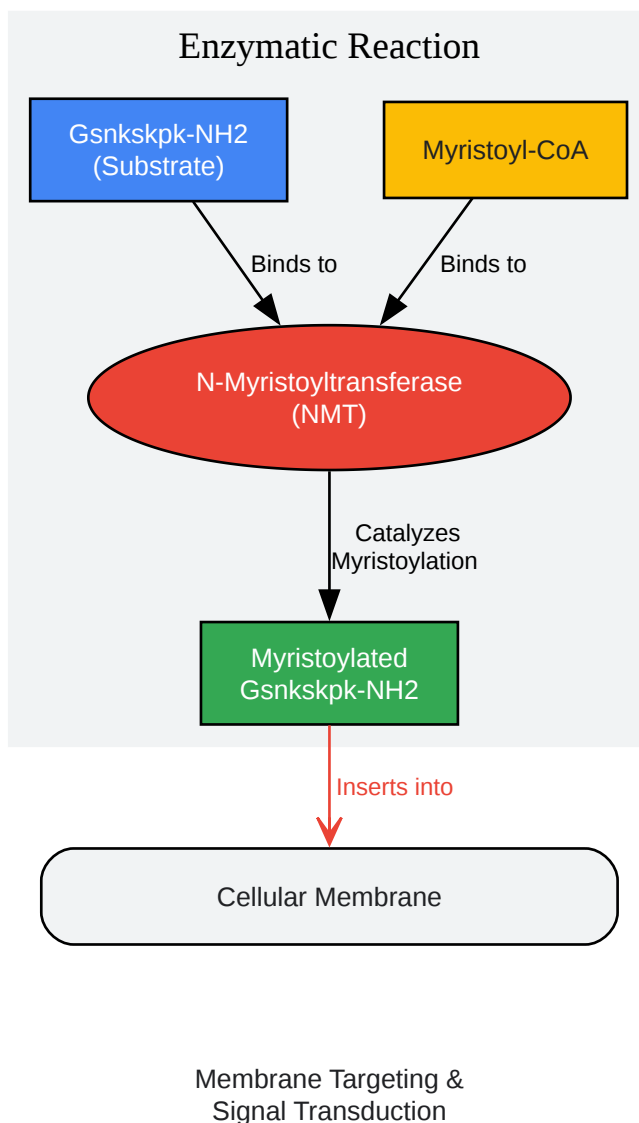 Enzymatic Reaction
Gsnkskpk-NH2
(Substrate)
Myristoyl-CoA
Binds to
Binds to
N-Myristoyltransferase
(NMT)
Catalyzes
Myristoylation
Myristoylated
Gsnkskpk-NH2
Inserts into
Cellular Membrane
Membrane Targeting &
Signal Transduction